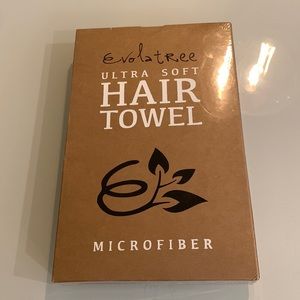 Evolatree
ULTRA SOFT
HAIR
TOWEL
MICROFIBER